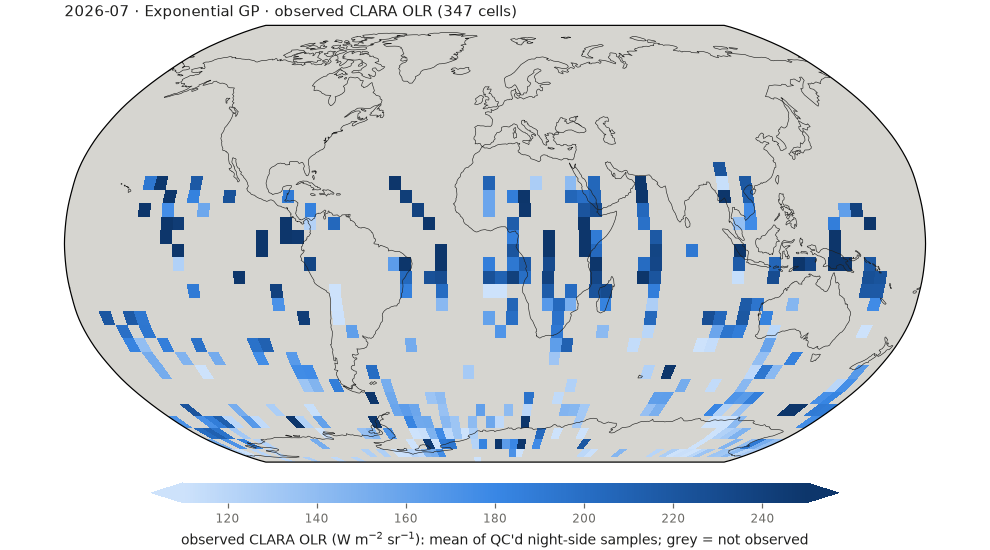 2026-07 · Exponential GP · observed CLARA OLR (347 cells)
120 140 160 180 200 220 240
observed CLARA OLR (W m⁻² sr⁻¹): mean of QC'd night-side samples; grey = not observed